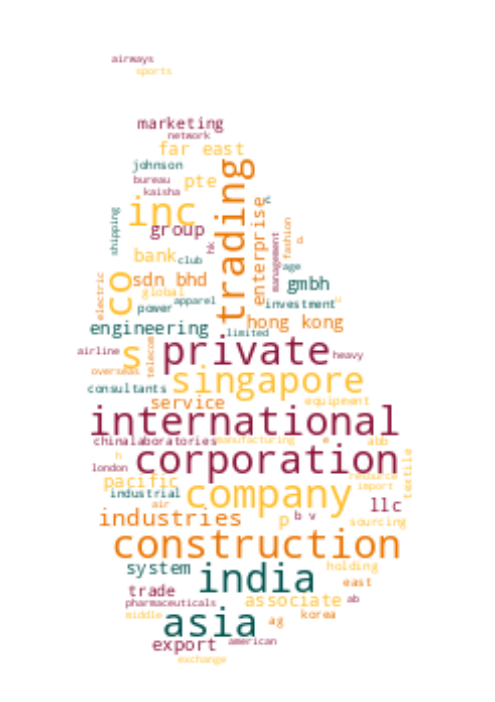 airways
sports
marketing
network
far east
johnson
bureau
pte
kaisha
trading
inc
group
enterprise
shipping
fashion
a
bank
club
hk
management
age
sdn bhd
gmbh
electric
co
global
apparel
investment
u
power
hong kong
engineering
limited
airline
s
telecom
private
heavy
overseas
singapore
consultants
service
equipment
international
china
laboratories
manufacturing
e
abb
h
london
corporation
textile
pacific
resource
industrial
company
import
air
llc
industries
p
b v
sourcing
construction
system
india
holding
east
trade
pharmaceuticals
associate
ab
middle
asia
ag
korea
export
american
exchange